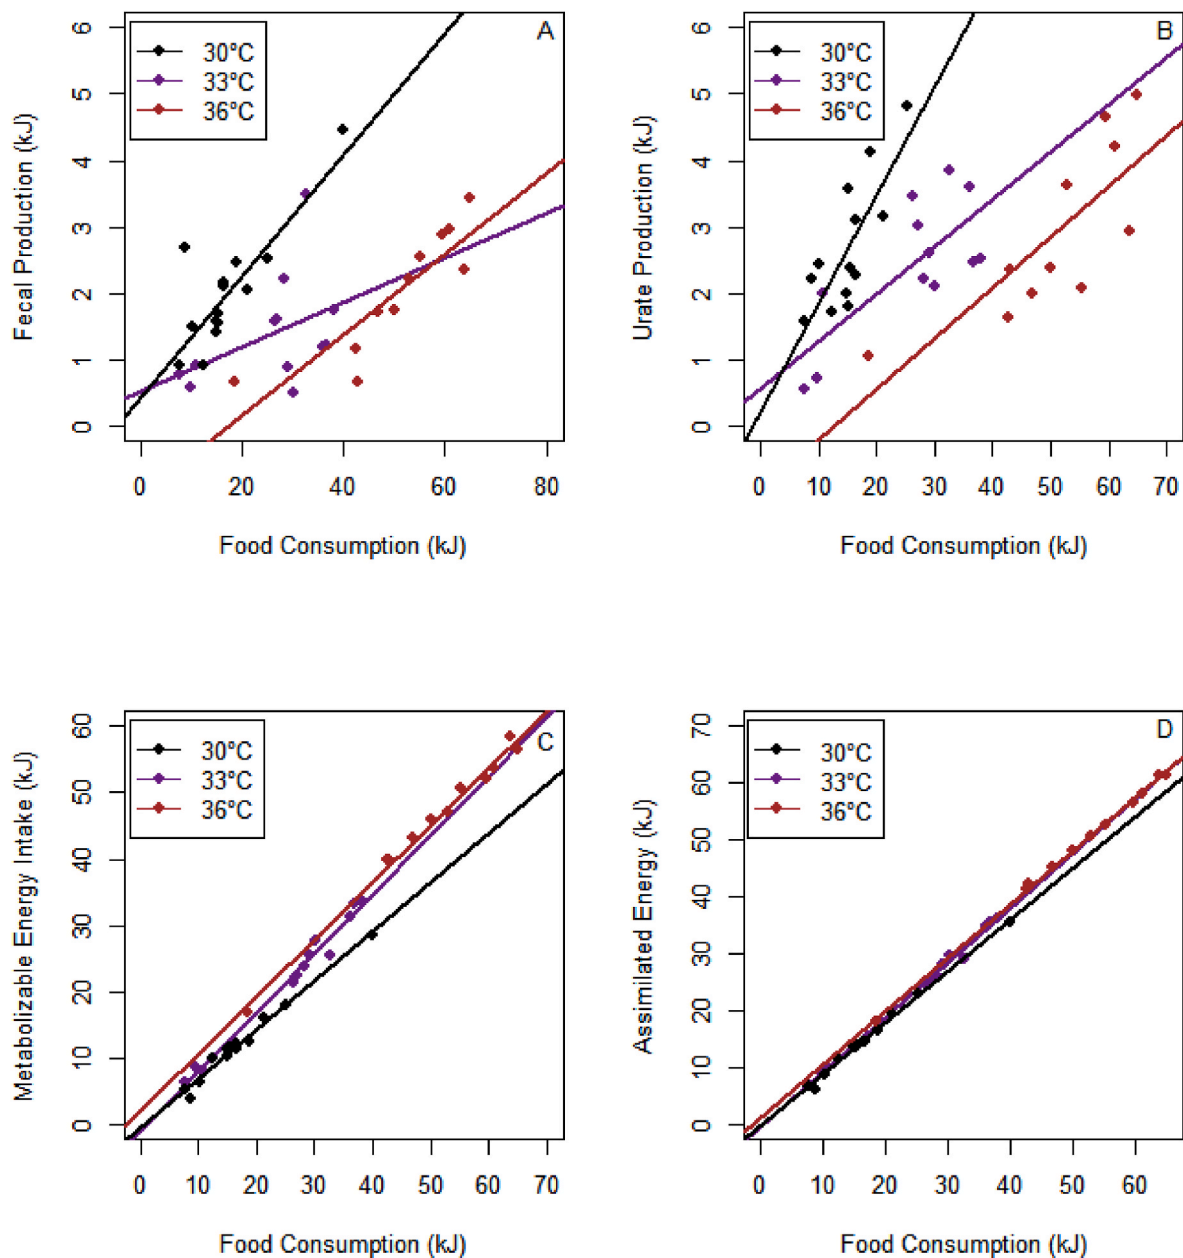 A
30°C
33°C
36°C
Fecal Production (kJ)
0 1 2 3 4 5 6
0 20 40 60 80
Food Consumption (kJ)
B
30°C
33°C
36°C
Urate Production (kJ)
0 1 2 3 4 5 6
0 10 20 30 40 50 60 70
Food Consumption (kJ)
C
30°C
33°C
36°C
Metabolizable Energy Intake (kJ)
0 10 20 30 40 50 60
0 10 20 30 40 50 60 70
Food Consumption (kJ)
D
30°C
33°C
36°C
Assimilated Energy (kJ)
0 10 20 30 40 50 60 70
0 10 20 30 40 50 60
Food Consumption (kJ)